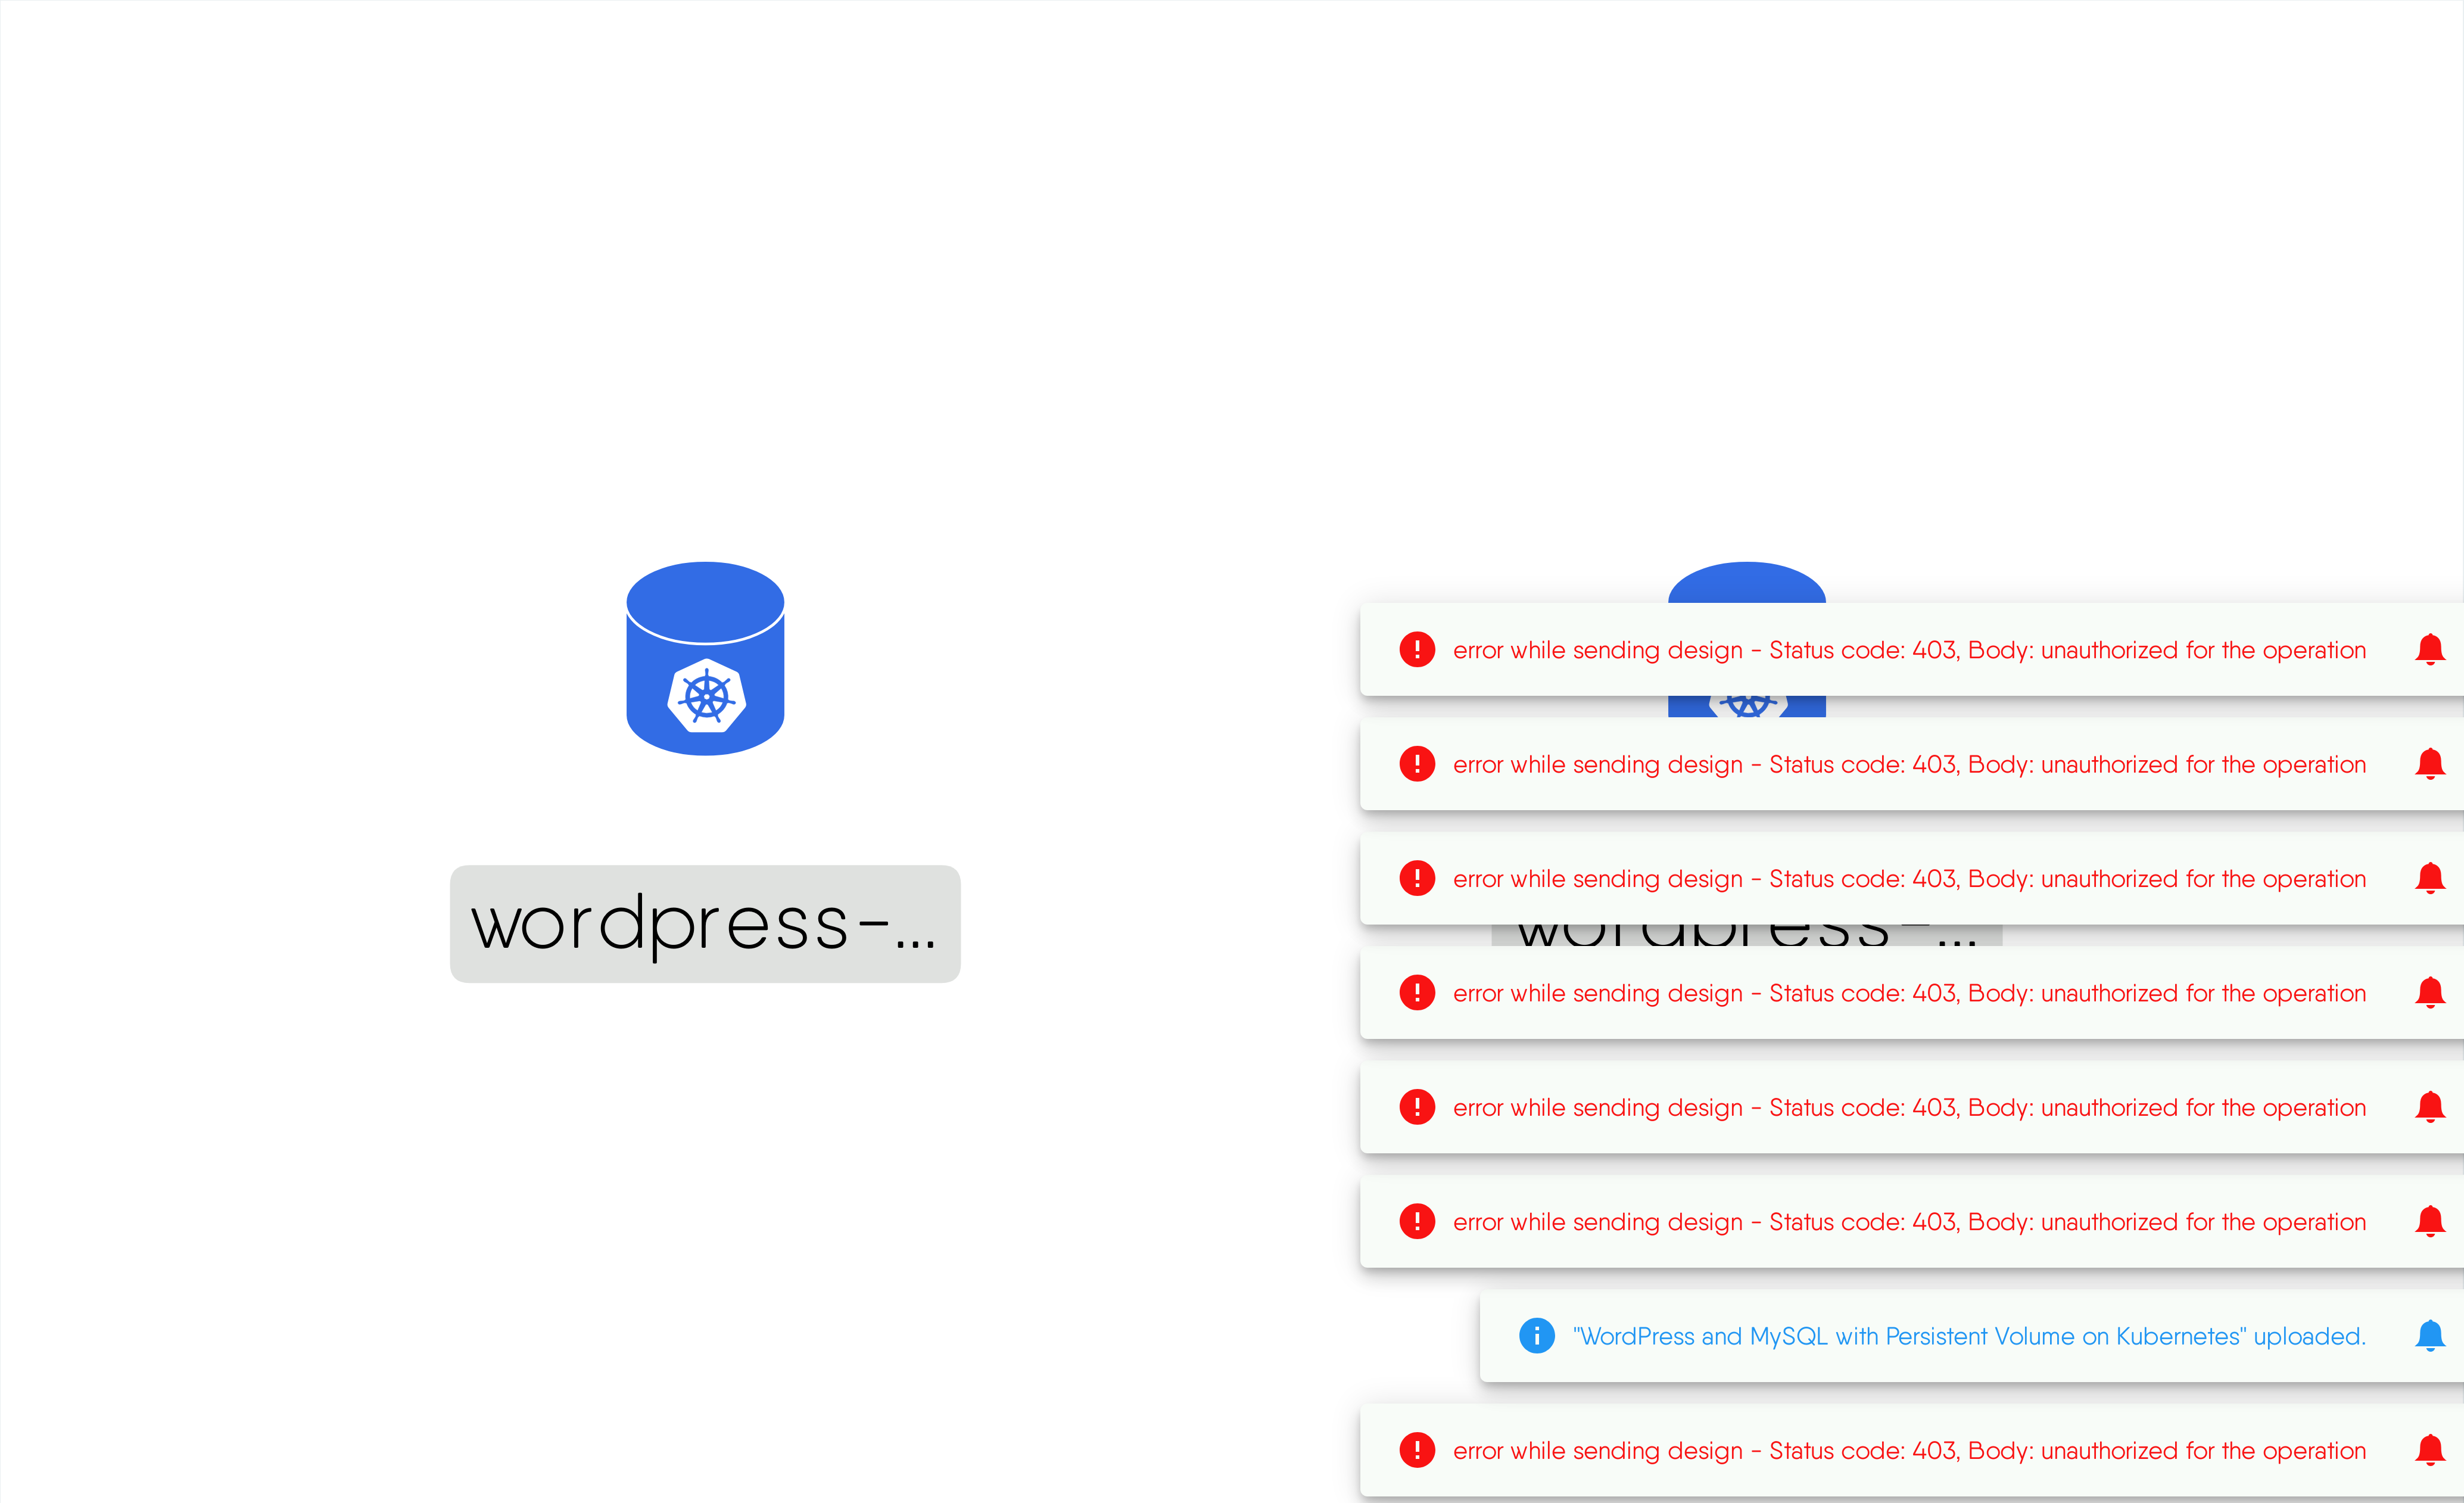 error while sending design - Status code: 403, Body: unauthorized for the operation
error while sending design - Status code: 403, Body: unauthorized for the operation
error while sending design - Status code: 403, Body: unauthorized for the operation
wordpress-...
wordpress-...
error while sending design - Status code: 403, Body: unauthorized for the operation
error while sending design - Status code: 403, Body: unauthorized for the operation
error while sending design - Status code: 403, Body: unauthorized for the operation
"WordPress and MySQL with Persistent Volume on Kubernetes" uploaded.
error while sending design - Status code: 403, Body: unauthorized for the operation